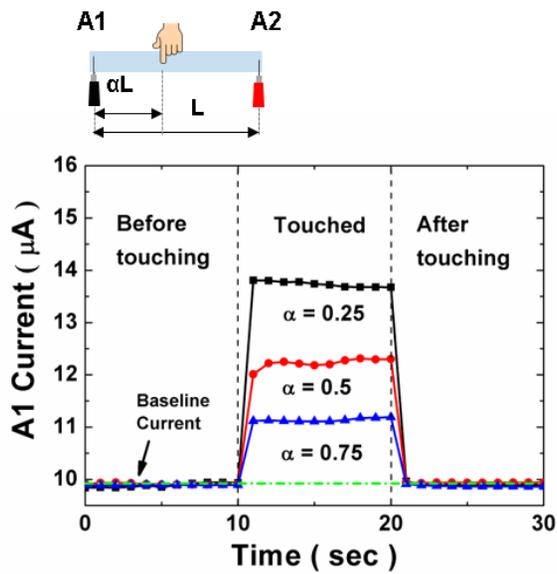 A1
A2
αL
L
16
15
14
13
12
11
10
A1 Current ( μA )
Before
touching
Touched
After
touching
α = 0.25
α = 0.5
α = 0.75
Baseline
Current
0
10
20
30
Time ( sec )